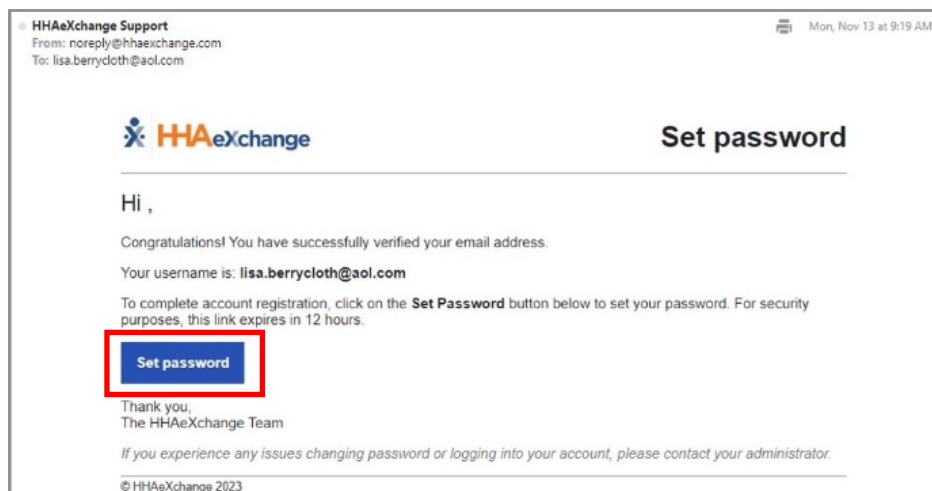 HHAeXchange Support
Mon, Nov 13 at 9:19 AM
From: noreply@hhaexchange.com
To: lisa.berrycloth@aol.com
HHAeXchange
Set password
Hi ,
Congratulations! You have successfully verified your email address.
Your username is: lisa.berrycloth@aol.com
To complete account registration, click on the Set Password button below to set your password. For security
purposes, this link expires in 12 hours.
Set password
Thank you,
The HHAeXchange Team
If you experience any issues changing password or logging into your account, please contact your administrator.
© HHAeXchange 2023